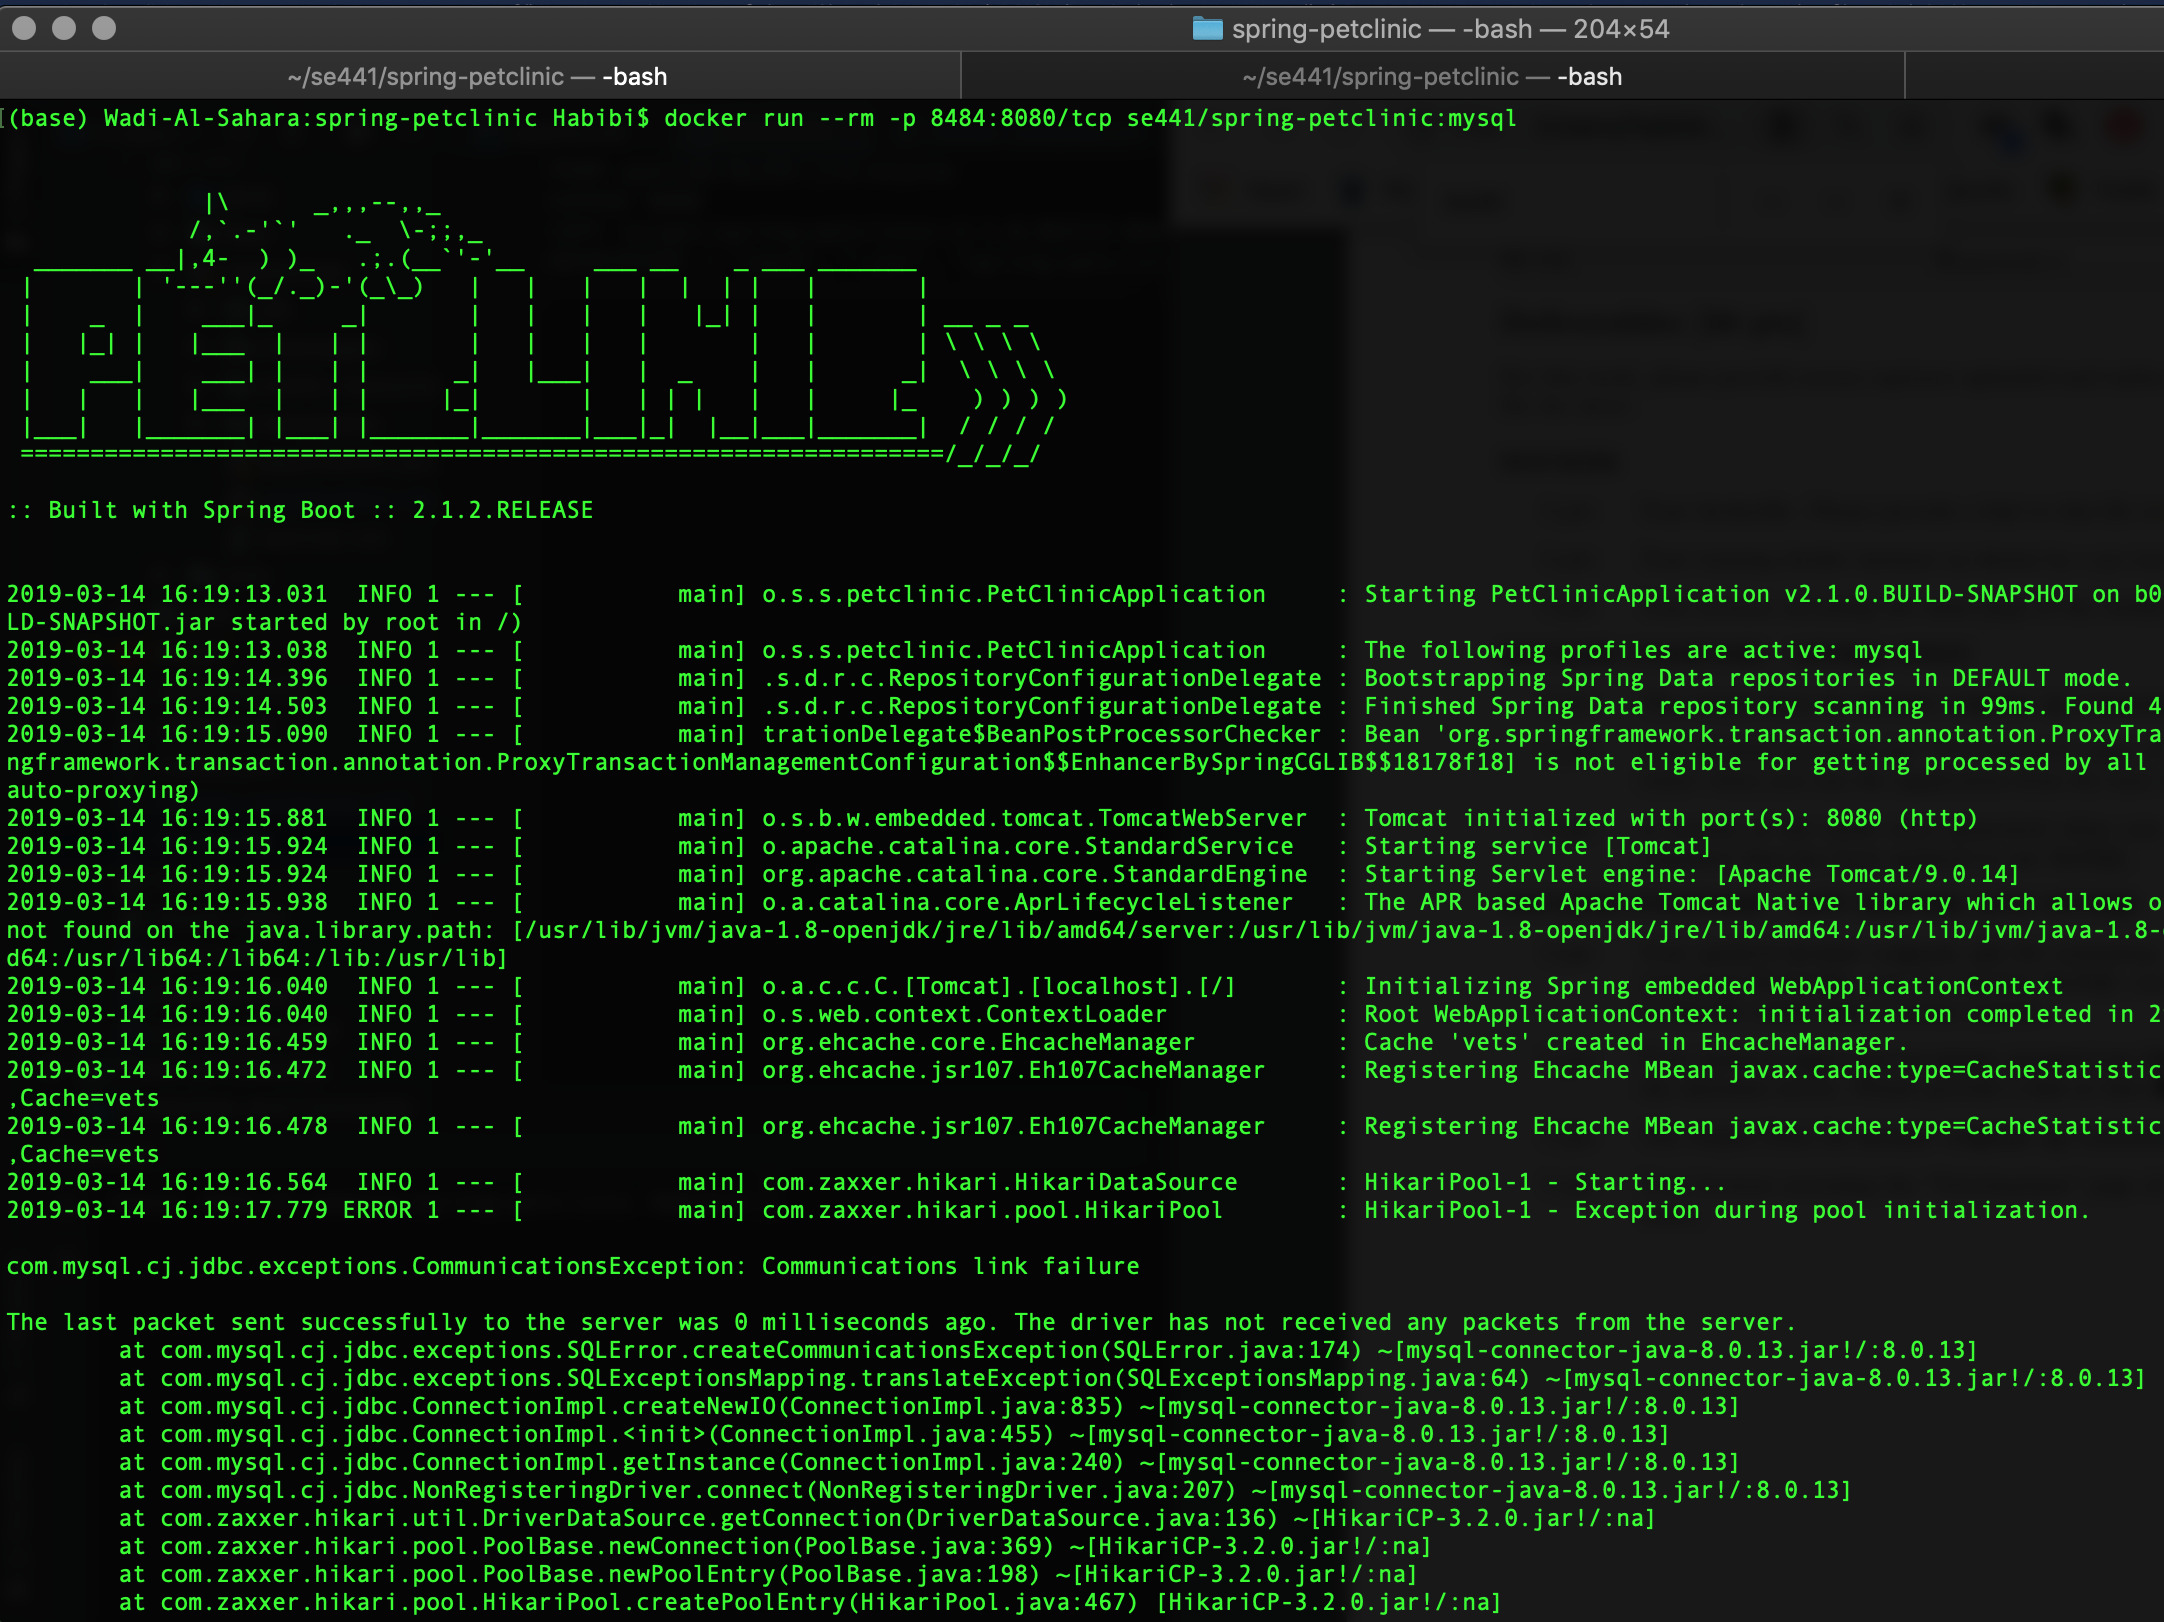 spring-petclinic — -bash — 204×54
~/se441/spring-petclinic — -bash ~/se441/spring-petclinic — -bash
(base) Wadi-Al-Sahara:spring-petclinic Habibi$ docker run --rm -p 8484:8080/tcp se441/spring-petclinic:mysql
PETCLINIC
:: Built with Spring Boot :: 2.1.2.RELEASE
2019-03-14 16:19:13.031  INFO 1 --- [           main] o.s.s.petclinic.PetClinicApplication     : Starting PetClinicApplication v2.1.0.BUILD-SNAPSHOT on b0
LD-SNAPSHOT.jar started by root in /)
2019-03-14 16:19:13.038  INFO 1 --- [           main] o.s.s.petclinic.PetClinicApplication     : The following profiles are active: mysql
2019-03-14 16:19:14.396  INFO 1 --- [           main] .s.d.r.c.RepositoryConfigurationDelegate : Bootstrapping Spring Data repositories in DEFAULT mode.
2019-03-14 16:19:14.503  INFO 1 --- [           main] .s.d.r.c.RepositoryConfigurationDelegate : Finished Spring Data repository scanning in 99ms. Found 4
2019-03-14 16:19:15.090  INFO 1 --- [           main] trationDelegate$BeanPostProcessorChecker : Bean 'org.springframework.transaction.annotation.ProxyTra
ngframework.transaction.annotation.ProxyTransactionManagementConfiguration$$EnhancerBySpringCGLIB$$18178f18] is not eligible for getting processed by all
auto-proxying)
2019-03-14 16:19:15.881  INFO 1 --- [           main] o.s.b.w.embedded.tomcat.TomcatWebServer  : Tomcat initialized with port(s): 8080 (http)
2019-03-14 16:19:15.924  INFO 1 --- [           main] o.apache.catalina.core.StandardService   : Starting service [Tomcat]
2019-03-14 16:19:15.924  INFO 1 --- [           main] org.apache.catalina.core.StandardEngine  : Starting Servlet engine: [Apache Tomcat/9.0.14]
2019-03-14 16:19:15.938  INFO 1 --- [           main] o.a.catalina.core.AprLifecycleListener   : The APR based Apache Tomcat Native library which allows o
not found on the java.library.path: [/usr/lib/jvm/java-1.8-openjdk/jre/lib/amd64/server:/usr/lib/jvm/java-1.8-openjdk/jre/lib/amd64:/usr/lib/jvm/java-1.8-
d64:/usr/lib64:/lib64:/lib:/usr/lib]
2019-03-14 16:19:16.040  INFO 1 --- [           main] o.a.c.c.C.[Tomcat].[localhost].[/]       : Initializing Spring embedded WebApplicationContext
2019-03-14 16:19:16.040  INFO 1 --- [           main] o.s.web.context.ContextLoader            : Root WebApplicationContext: initialization completed in 2
2019-03-14 16:19:16.459  INFO 1 --- [           main] org.ehcache.core.EhcacheManager          : Cache 'vets' created in EhcacheManager.
2019-03-14 16:19:16.472  INFO 1 --- [           main] org.ehcache.jsr107.Eh107CacheManager     : Registering Ehcache MBean javax.cache:type=CacheStatistic
,Cache=vets
2019-03-14 16:19:16.478  INFO 1 --- [           main] org.ehcache.jsr107.Eh107CacheManager     : Registering Ehcache MBean javax.cache:type=CacheStatistic
,Cache=vets
2019-03-14 16:19:16.564  INFO 1 --- [           main] com.zaxxer.hikari.HikariDataSource       : HikariPool-1 - Starting...
2019-03-14 16:19:17.779 ERROR 1 --- [           main] com.zaxxer.hikari.pool.HikariPool        : HikariPool-1 - Exception during pool initialization.
com.mysql.cj.jdbc.exceptions.CommunicationsException: Communications link failure
The last packet sent successfully to the server was 0 milliseconds ago. The driver has not received any packets from the server.
at com.mysql.cj.jdbc.exceptions.SQLError.createCommunicationsException(SQLError.java:174) ~[mysql-connector-java-8.0.13.jar!/:8.0.13]
at com.mysql.cj.jdbc.exceptions.SQLExceptionsMapping.translateException(SQLExceptionsMapping.java:64) ~[mysql-connector-java-8.0.13.jar!/:8.0.13]
at com.mysql.cj.jdbc.ConnectionImpl.createNewIO(ConnectionImpl.java:835) ~[mysql-connector-java-8.0.13.jar!/:8.0.13]
at com.mysql.cj.jdbc.ConnectionImpl.<init>(ConnectionImpl.java:455) ~[mysql-connector-java-8.0.13.jar!/:8.0.13]
at com.mysql.cj.jdbc.ConnectionImpl.getInstance(ConnectionImpl.java:240) ~[mysql-connector-java-8.0.13.jar!/:8.0.13]
at com.mysql.cj.jdbc.NonRegisteringDriver.connect(NonRegisteringDriver.java:207) ~[mysql-connector-java-8.0.13.jar!/:8.0.13]
at com.zaxxer.hikari.util.DriverDataSource.getConnection(DriverDataSource.java:136) ~[HikariCP-3.2.0.jar!/:na]
at com.zaxxer.hikari.pool.PoolBase.newConnection(PoolBase.java:369) ~[HikariCP-3.2.0.jar!/:na]
at com.zaxxer.hikari.pool.PoolBase.newPoolEntry(PoolBase.java:198) ~[HikariCP-3.2.0.jar!/:na]
at com.zaxxer.hikari.pool.HikariPool.createPoolEntry(HikariPool.java:467) [HikariCP-3.2.0.jar!/:na]